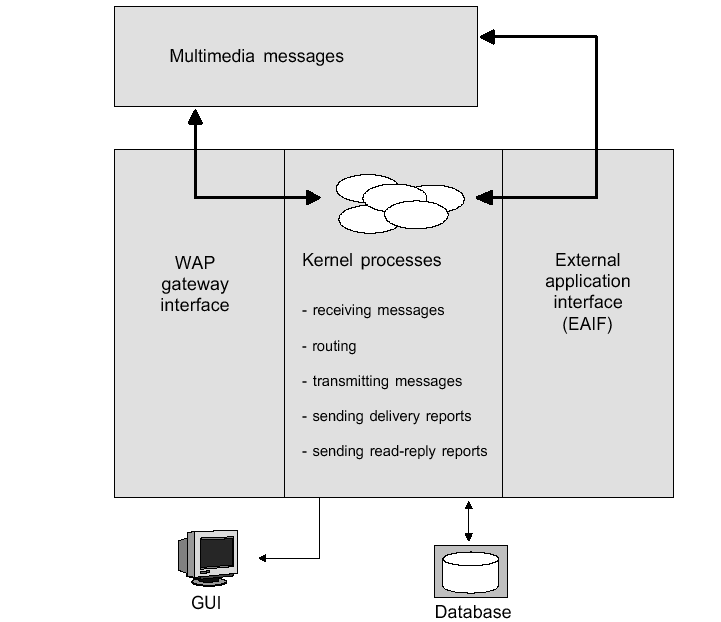 Multimedia messages
WAP
gateway
interface
Kernel processes
- receiving messages
- routing
- transmitting messages
- sending delivery reports
- sending read-reply reports
External
application
interface
(EAIF)
GUI
Database